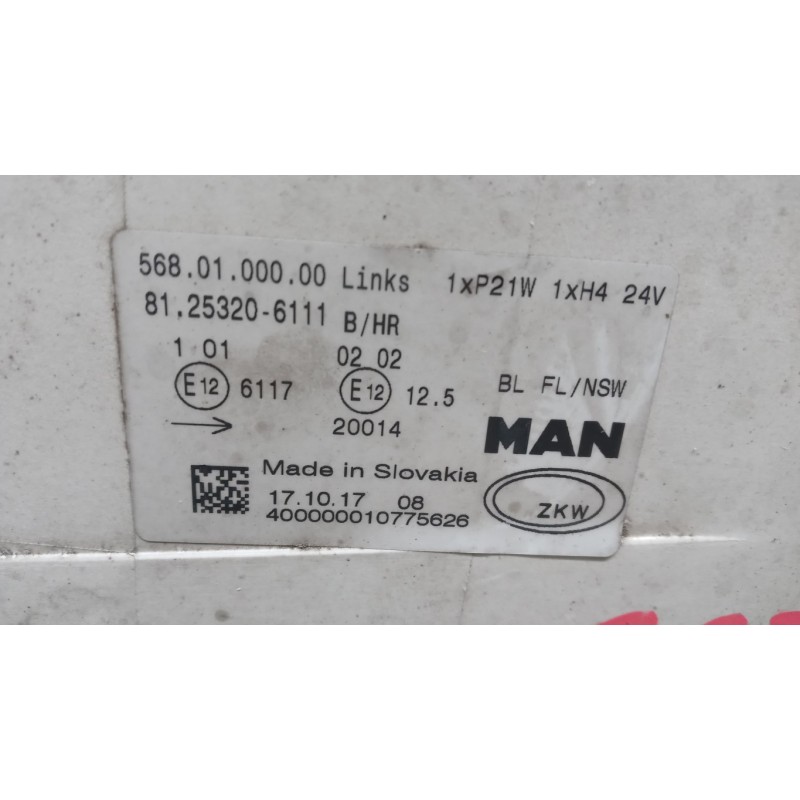 568.01.000.00 Links 1xP21W 1xH4 24V
81.25320-6111 B/HR
1 01 02 02
E12 6117 E12 12.5 BL FL/NSW
→ 20014 MAN
Made in Slovakia
17.10.17 08 ZKW
400000010775626